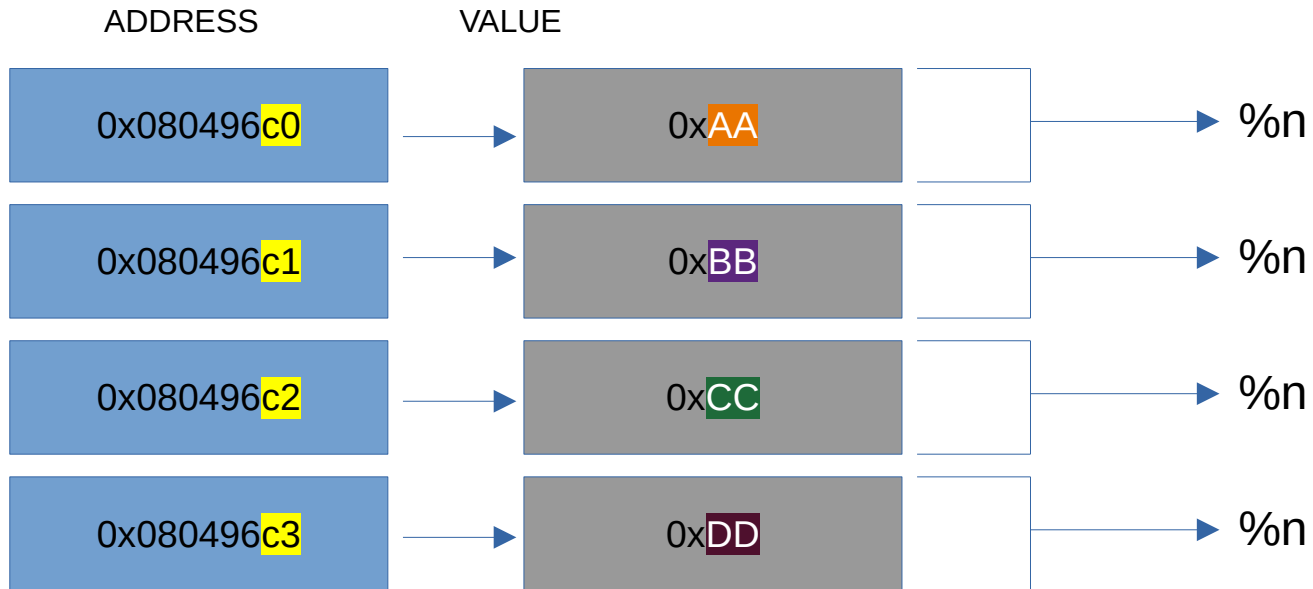 ADDRESS VALUE
0x080496c0 0xAA %n
0x080496c1 0xBB %n
0x080496c2 0xCC %n
0x080496c3 0xDD %n